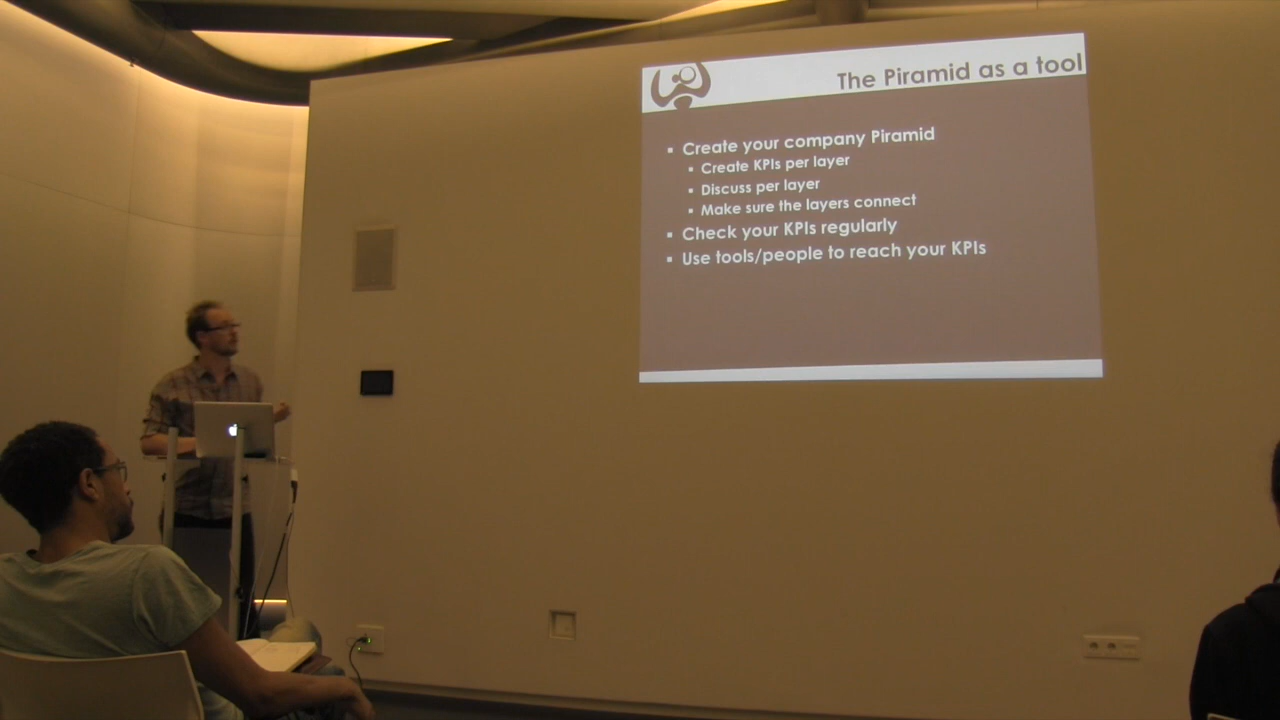 The Piramid as a tool
▪ Create your company Piramid
▪ Create KPIs per layer
▪ Discuss per layer
▪ Make sure the layers connect
▪ Check your KPIs regularly
▪ Use tools/people to reach your KPIs